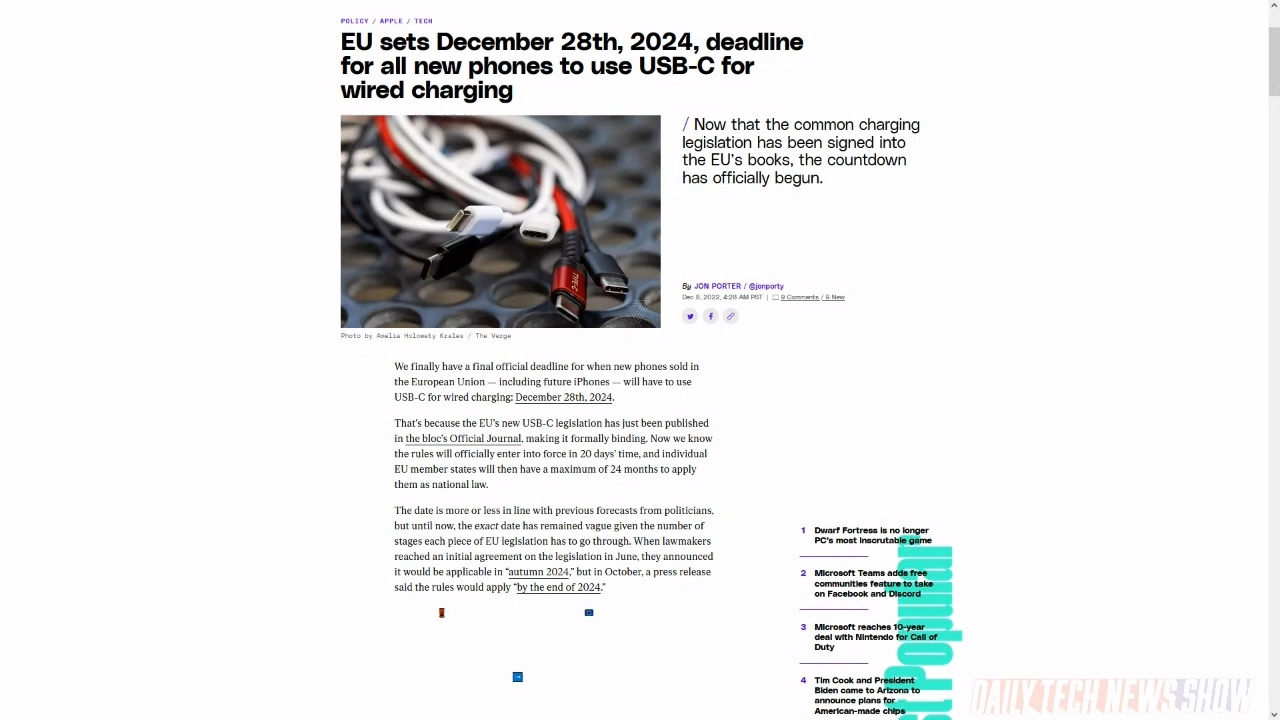 POLICY / APPLE / TECH
EU sets December 28th, 2024, deadline
for all new phones to use USB-C for
wired charging
/ Now that the common charging
legislation has been signed into
the EU's books, the countdown
has officially begun.
TYPE-C
By JON PORTER / @jonporty
Dec 8, 2022, 4:28 AM PST | 9 Comments / 9 New
Photo by Amelia Holowaty Krales / The Verge
We finally have a final official deadline for when new phones sold in
the European Union — including future iPhones — will have to use
USB-C for wired charging: December 28th, 2024.
That's because the EU's new USB-C legislation has just been published
in the bloc's Official Journal, making it formally binding. Now we know
the rules will officially enter into force in 20 days' time, and individual
EU member states will then have a maximum of 24 months to apply
them as national law.
The date is more or less in line with previous forecasts from politicians,
but until now, the exact date has remained vague given the number of
stages each piece of EU legislation has to go through. When lawmakers
reached an initial agreement on the legislation in June, they announced
it would be applicable in “autumn 2024,” but in October, a press release
said the rules would apply “by the end of 2024.”
st Popular
1 Dwarf Fortress is no longer
PC's most inscrutable game
2 Microsoft Teams adds free
communities feature to take
on Facebook and Discord
3 Microsoft reaches 10-year
deal with Nintendo for Call of
Duty
4 Tim Cook and President
Biden came to Arizona to
announce plans for
American-made chips
DAILY TECH NEWS SHOW